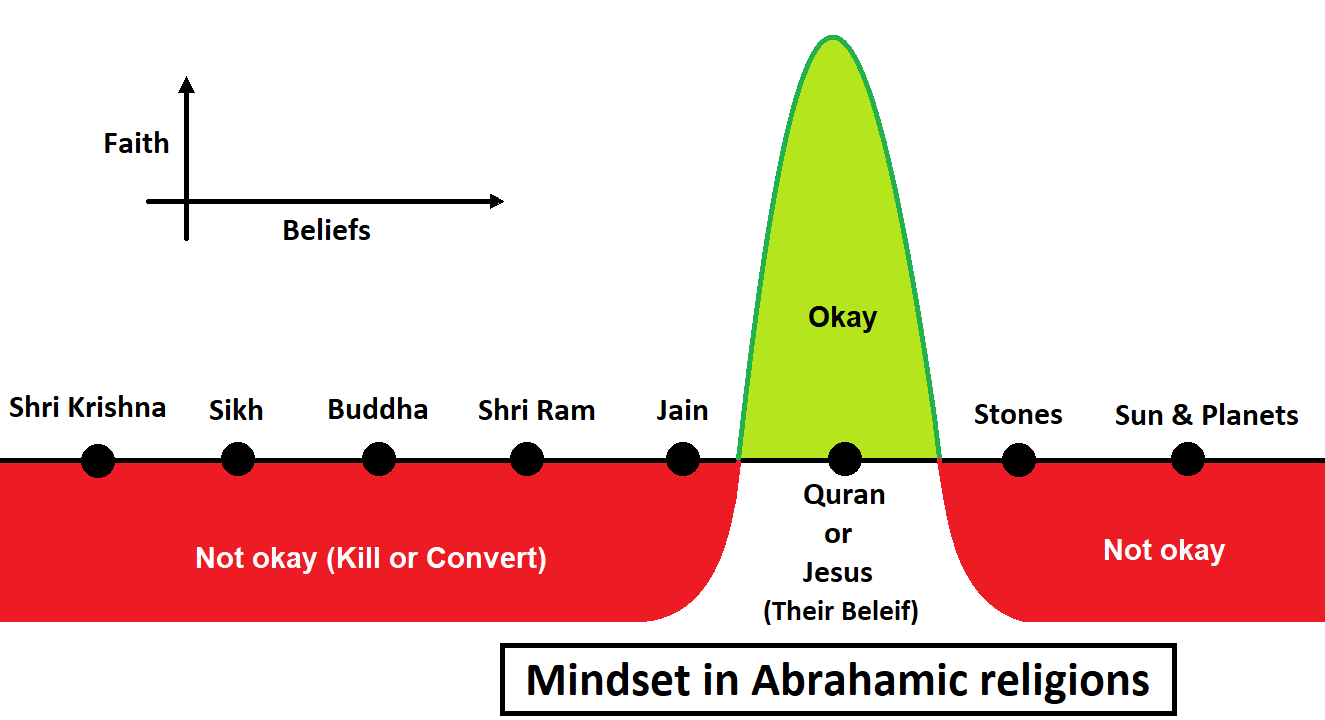 Faith
Beliefs
Okay
Shri Krishna
Sikh
Buddha
Shri Ram
Jain
Stones
Sun & Planets
Quran
or
Jesus
(Their Beleif)
Not okay (Kill or Convert)
Not okay
Mindset in Abrahamic religions